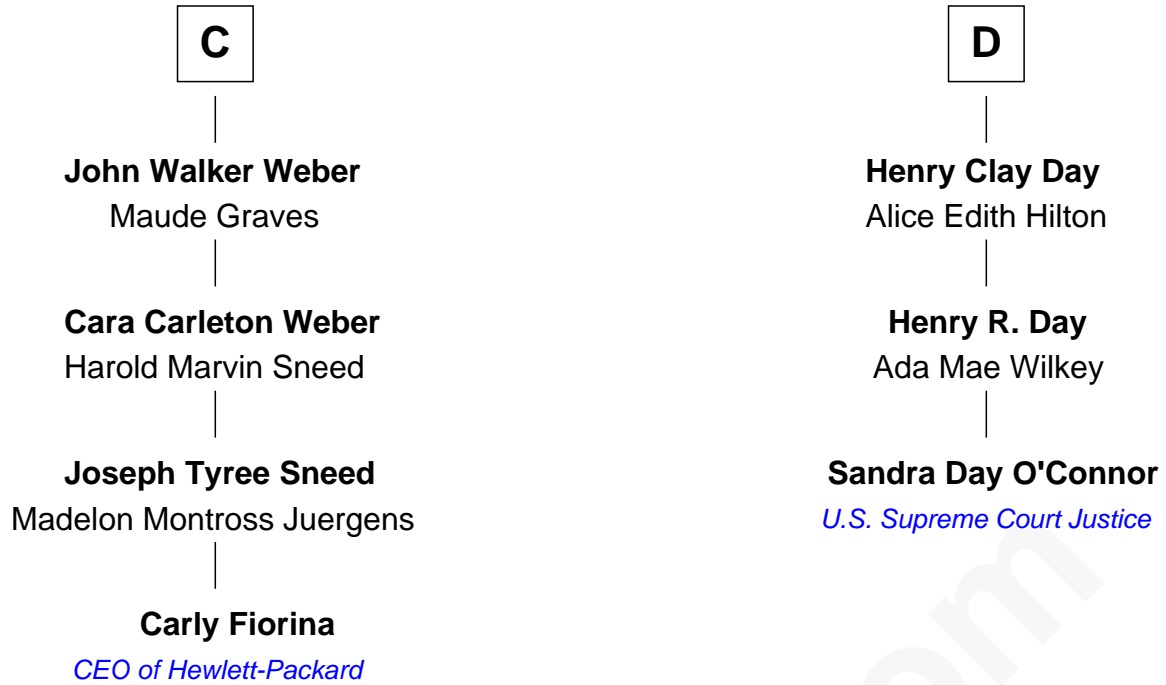 C
John Walker Weber
Maude Graves
Cara Carleton Weber
Harold Marvin Sneed
Joseph Tyree Sneed
Madelon Montross Juergens
Carly Fiorina
CEO of Hewlett-Packard
D
Henry Clay Day
Alice Edith Hilton
Henry R. Day
Ada Mae Wilkey
Sandra Day O'Connor
U.S. Supreme Court Justice
om